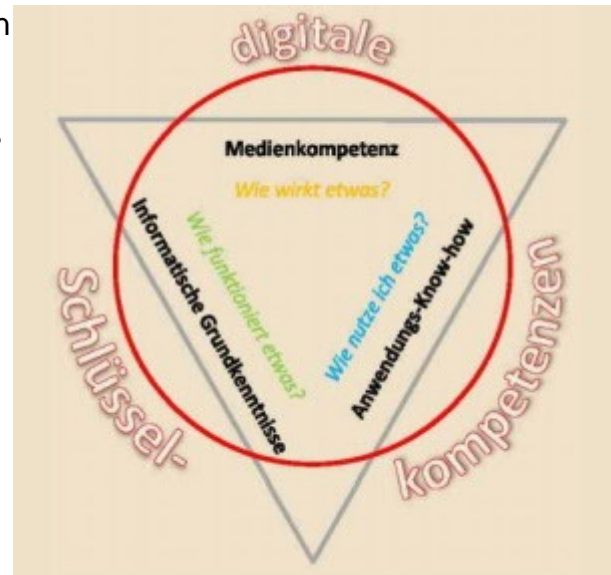 n
digitale
Medienkompetenz
Wie wirkt etwas?
Informatische Grundkenntnisse
Wie funktioniert etwas?
Wie nutze ich etwas?
Anwendungs-Know-how
Schlüssel-
kompetenzen